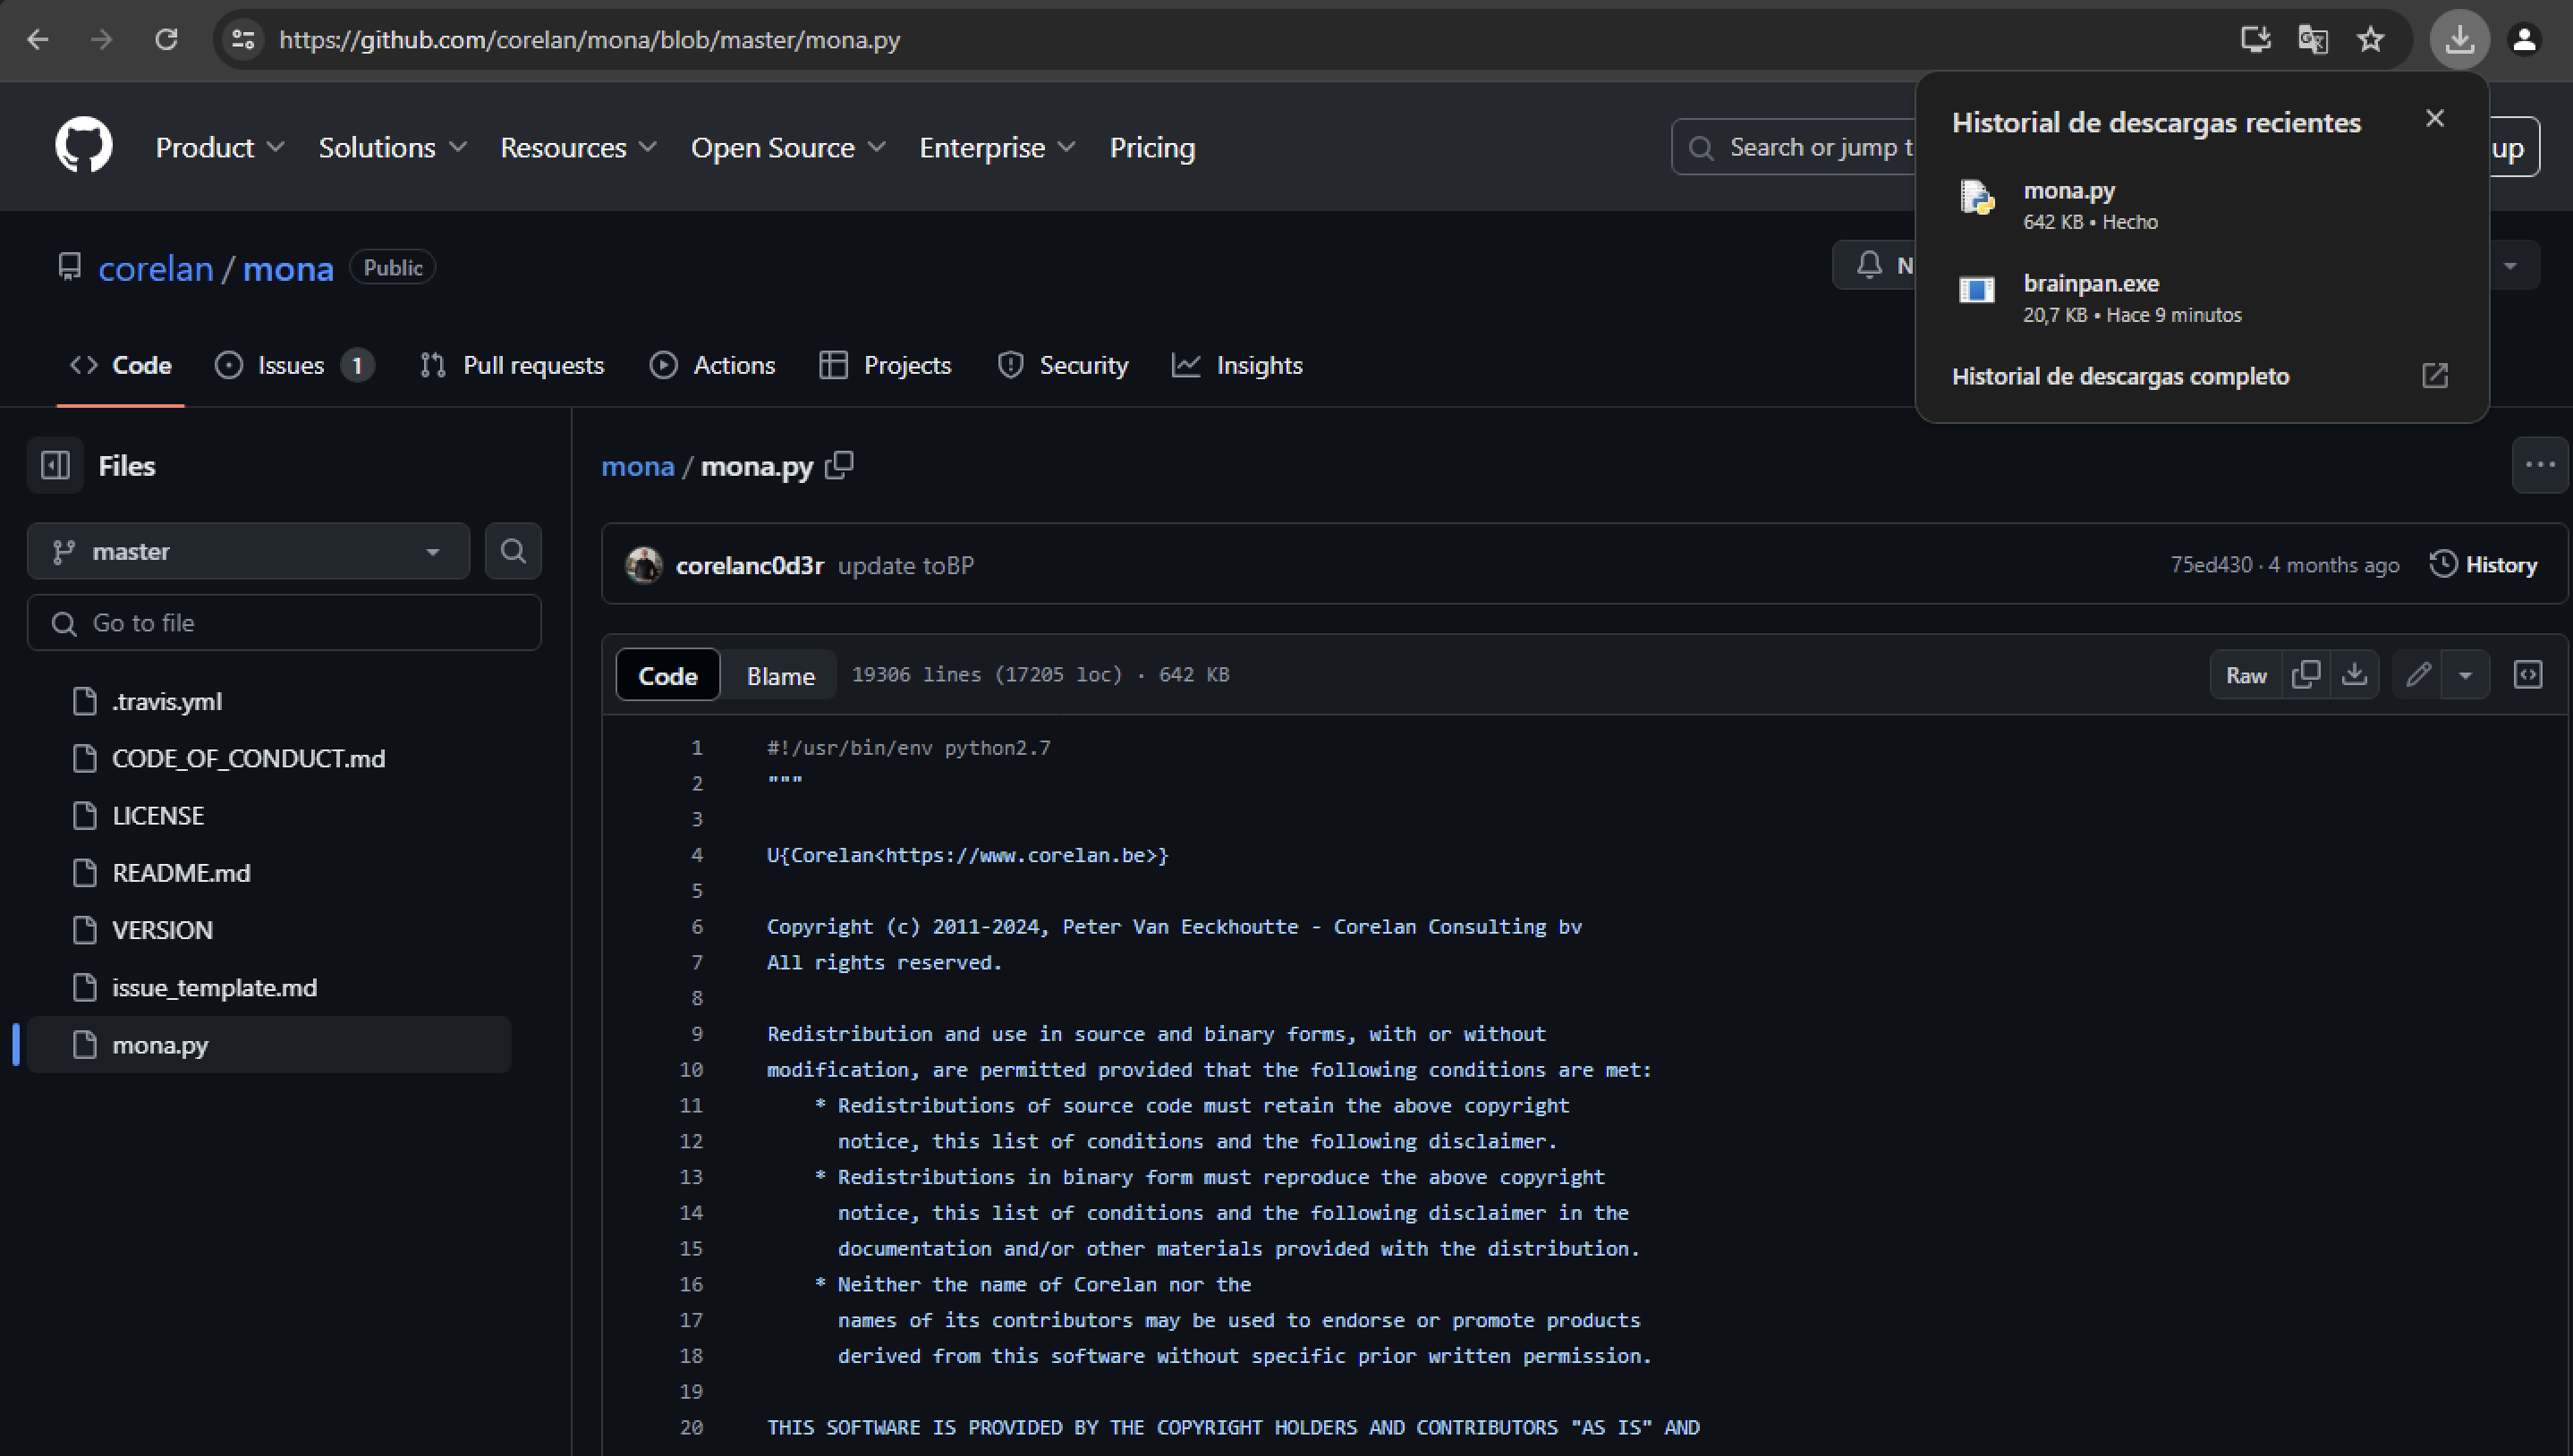 https://github.com/corelan/mona/blob/master/mona.py
Product Solutions Resources Open Source Enterprise Pricing
Search or jump t
up
Historial de descargas recientes
mona.py
642 KB • Hecho
brainpan.exe
20,7 KB • Hace 9 minutos
Historial de descargas completo
corelan / mona Public
N
Code Issues 1 Pull requests Actions Projects Security Insights
Files
master
Go to file
.travis.yml
CODE_OF_CONDUCT.md
LICENSE
README.md
VERSION
issue_template.md
mona.py
mona / mona.py
corelanc0d3r update toBP
75ed430 · 4 months ago History
Code Blame 19306 lines (17205 loc) · 642 KB
Raw
1 #!/usr/bin/env python2.7
2 """
3
4 U{Corelan<https://www.corelan.be>}
5
6 Copyright (c) 2011-2024, Peter Van Eeckhoutte - Corelan Consulting bv
7 All rights reserved.
8
9 Redistribution and use in source and binary forms, with or without
10 modification, are permitted provided that the following conditions are met:
11 * Redistributions of source code must retain the above copyright
12 notice, this list of conditions and the following disclaimer.
13 * Redistributions in binary form must reproduce the above copyright
14 notice, this list of conditions and the following disclaimer in the
15 documentation and/or other materials provided with the distribution.
16 * Neither the name of Corelan nor the
17 names of its contributors may be used to endorse or promote products
18 derived from this software without specific prior written permission.
19
20 THIS SOFTWARE IS PROVIDED BY THE COPYRIGHT HOLDERS AND CONTRIBUTORS "AS IS" AND